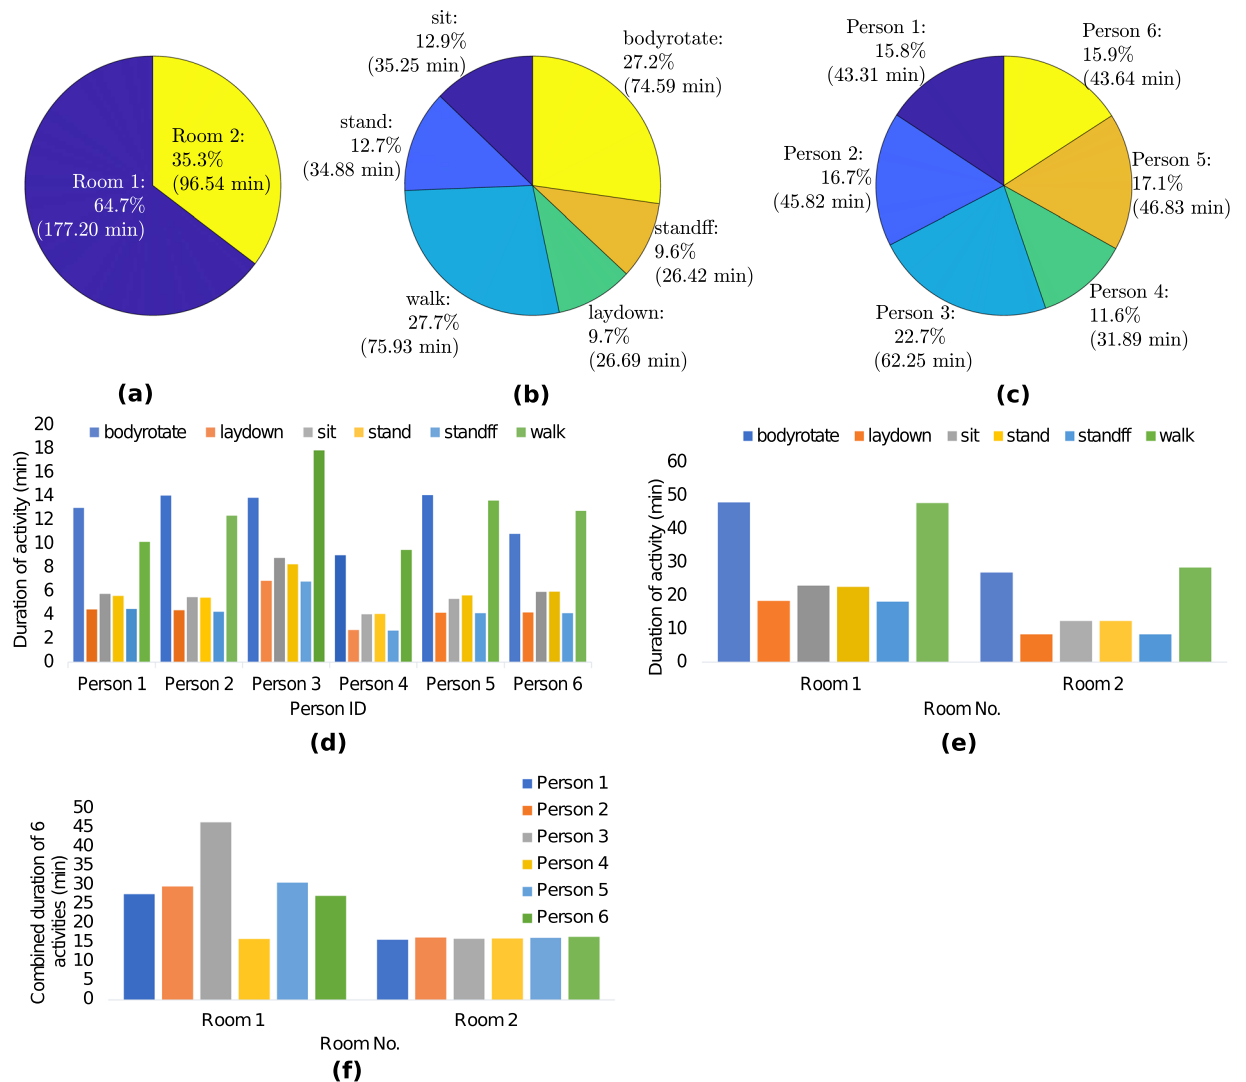 Room 2:
35.3%
(96.54 min)
Room 1:
64.7%
(177.20 min)
(a)
sit:
12.9%
(35.25 min)
bodyrotate:
27.2%
(74.59 min)
stand:
12.7%
(34.88 min)
standff:
9.6%
(26.42 min)
walk:
27.7%
(75.93 min)
laydown:
9.7%
(26.69 min)
(b)
Person 1:
15.8%
(43.31 min)
Person 6:
15.9%
(43.64 min)
Person 2:
16.7%
(45.82 min)
Person 5:
17.1%
(46.83 min)
Person 3:
22.7%
(62.25 min)
Person 4:
11.6%
(31.89 min)
(c)
bodyrotate laydown sit stand standff walk
Duration of activity (min)
20
18
16
14
12
10
8
6
4
2
0
Person 1 Person 2 Person 3 Person 4 Person 5 Person 6
Person ID
(d)
bodyrotate laydown sit stand standff walk
Duration of activity (min)
60
50
40
30
20
10
0
Room 1 Room 2
Room No.
(e)
Person 1
Person 2
Person 3
Person 4
Person 5
Person 6
Combined duration of 6
activities (min)
50
45
40
35
30
25
20
15
10
5
0
Room 1 Room 2
Room No.
(f)